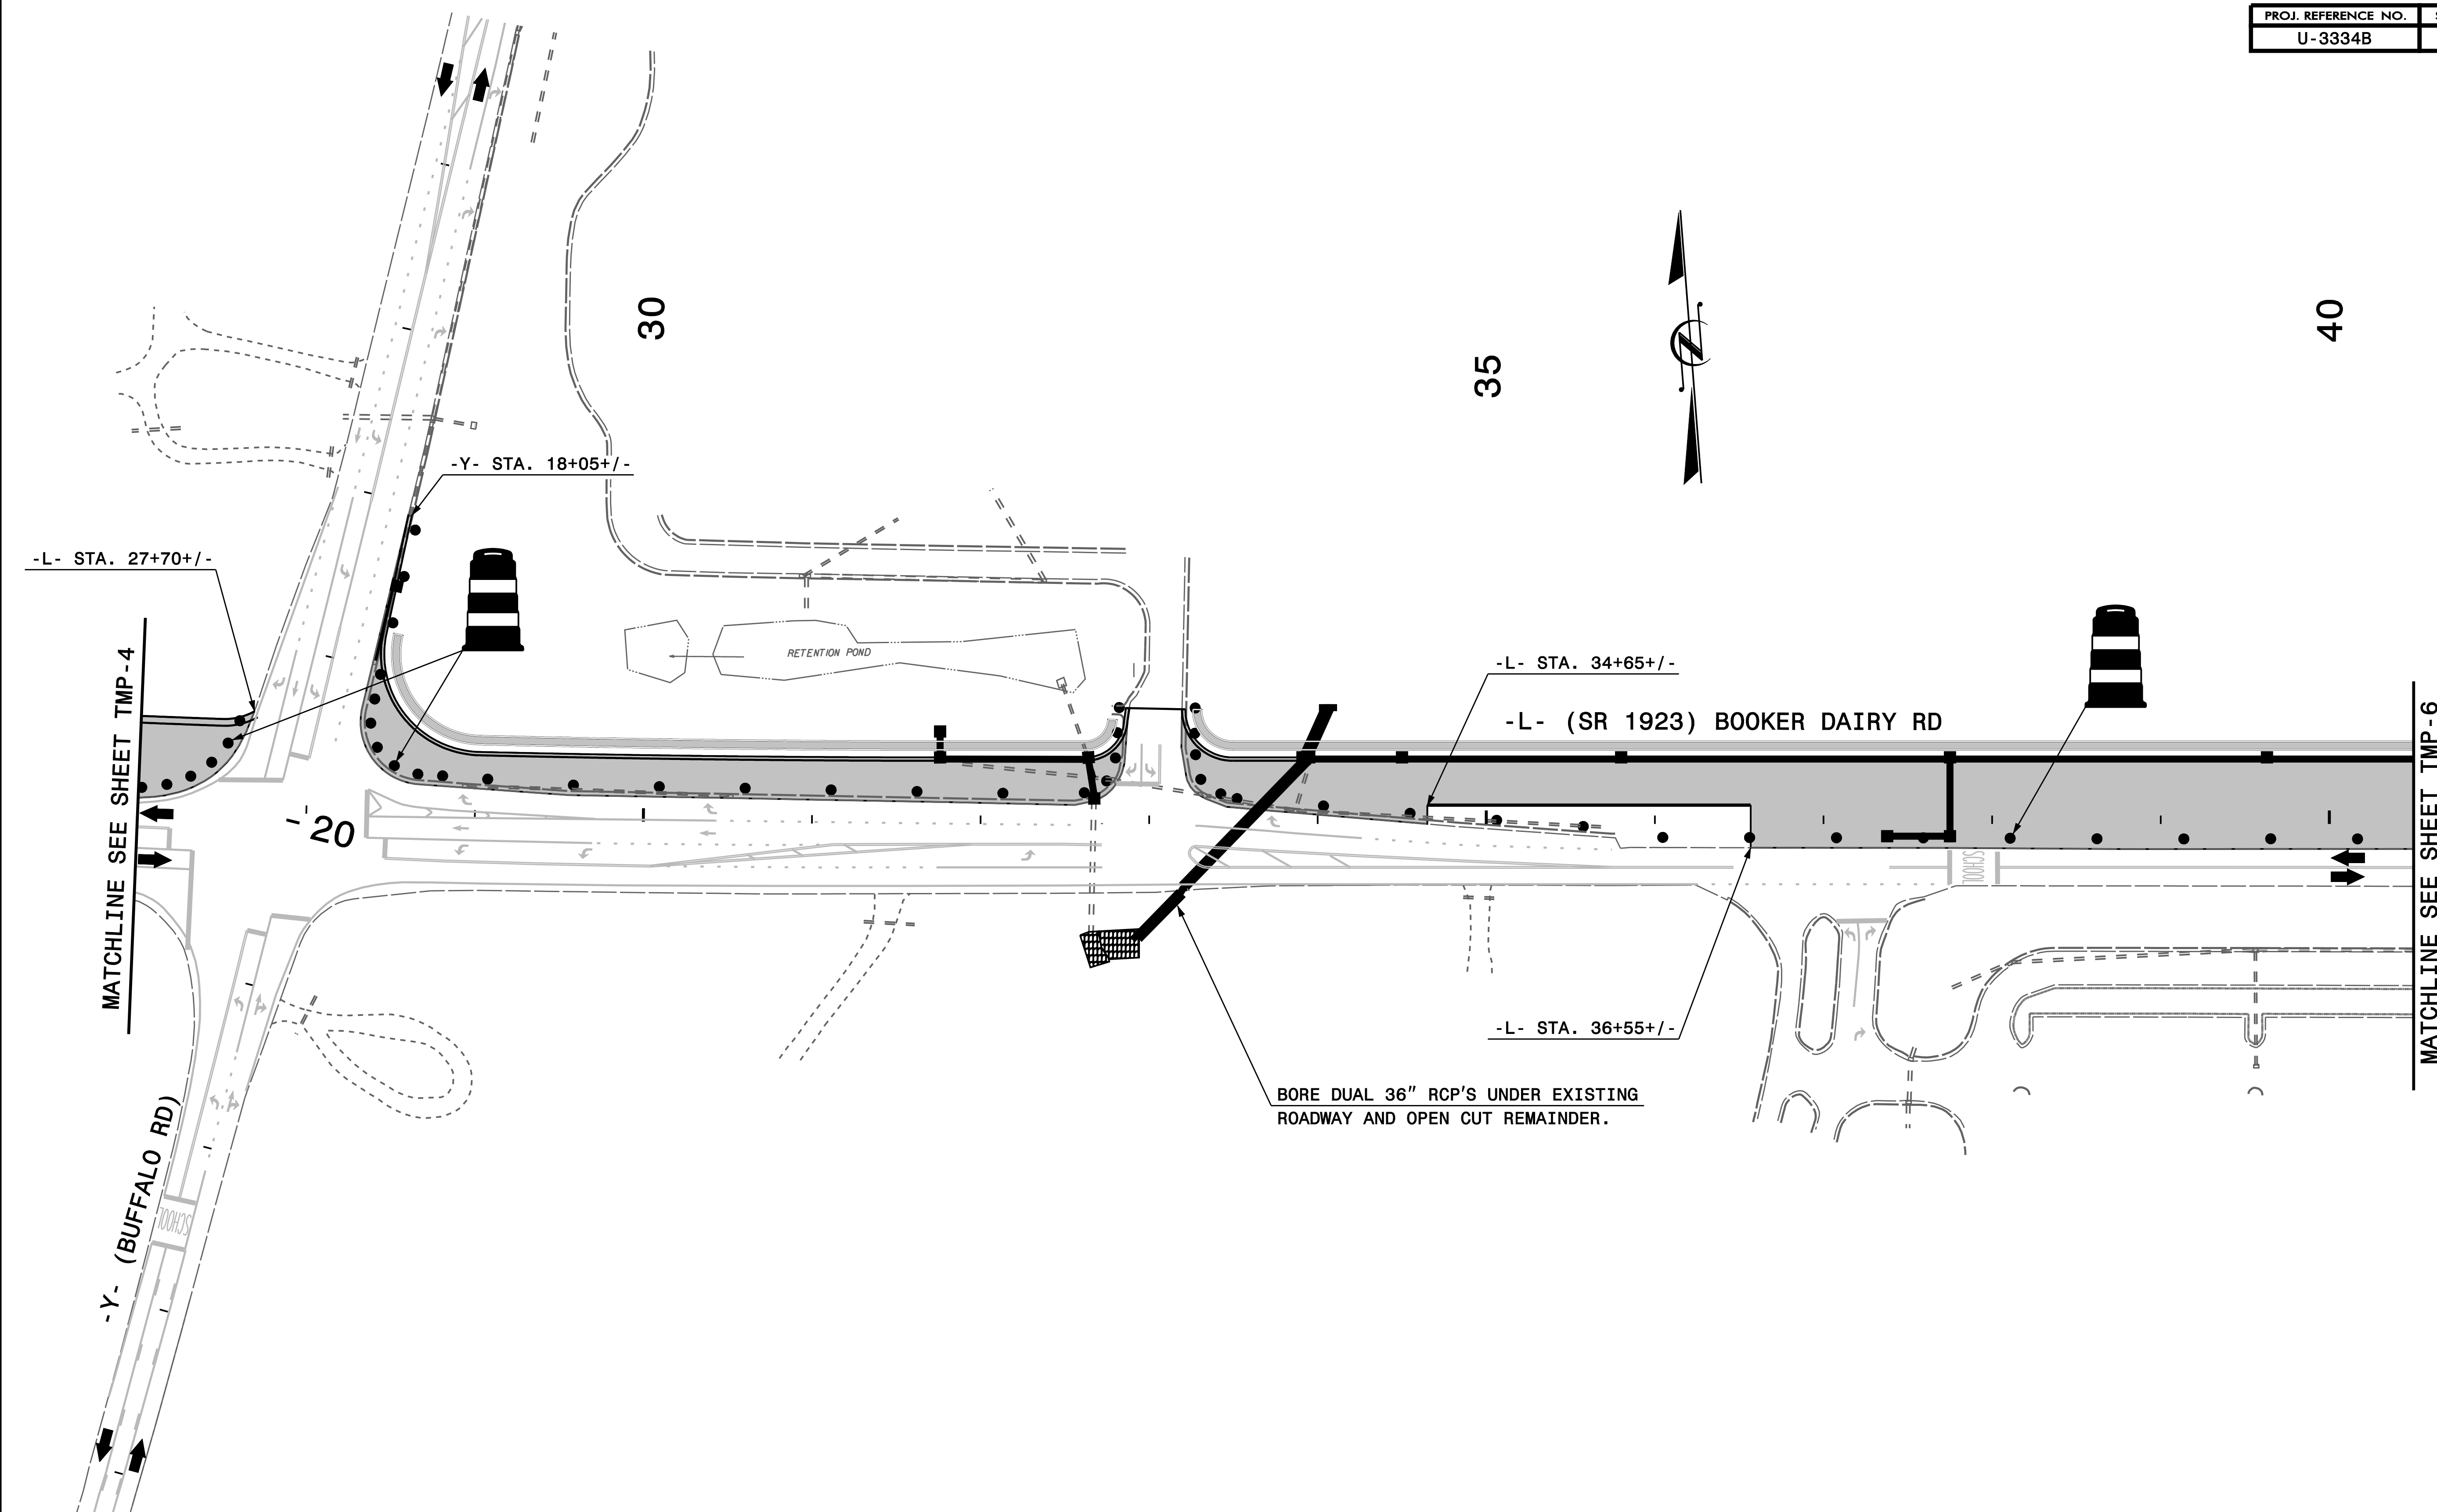 PROJ. REFERENCE NO.
U-3334B
30
35
40
-Y- STA. 18+05+/-
-L- STA. 27+70+/-
RETENTION POND
-L- STA. 34+65+/-
-L- (SR 1923) BOOKER DAIRY RD
MATCHLINE SEE SHEET TMP-4
MATCHLINE SEE SHEET TMP-6
20
SCHOOL
-L- STA. 36+55+/-
BORE DUAL 36" RCP'S UNDER EXISTING
ROADWAY AND OPEN CUT REMAINDER.
-Y- (BUFFALO RD)
SCHOOL